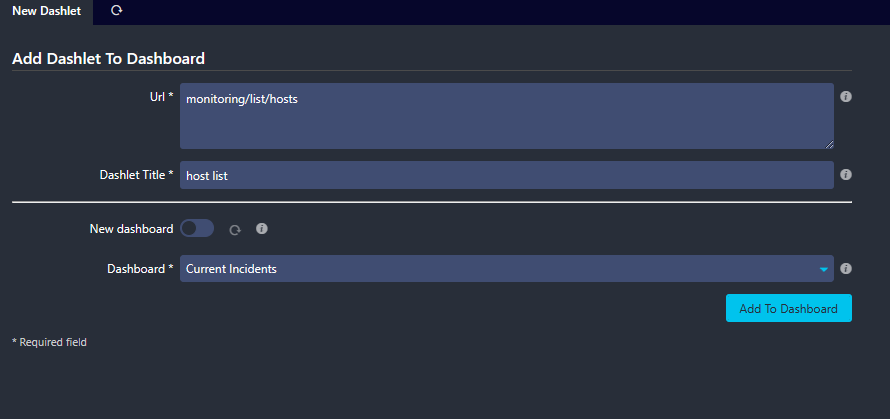 New Dashlet
Add Dashlet To Dashboard
Url * monitoring/list/hosts
Dashlet Title * host list
New dashboard
Dashboard * Current Incidents
Add To Dashboard
* Required field